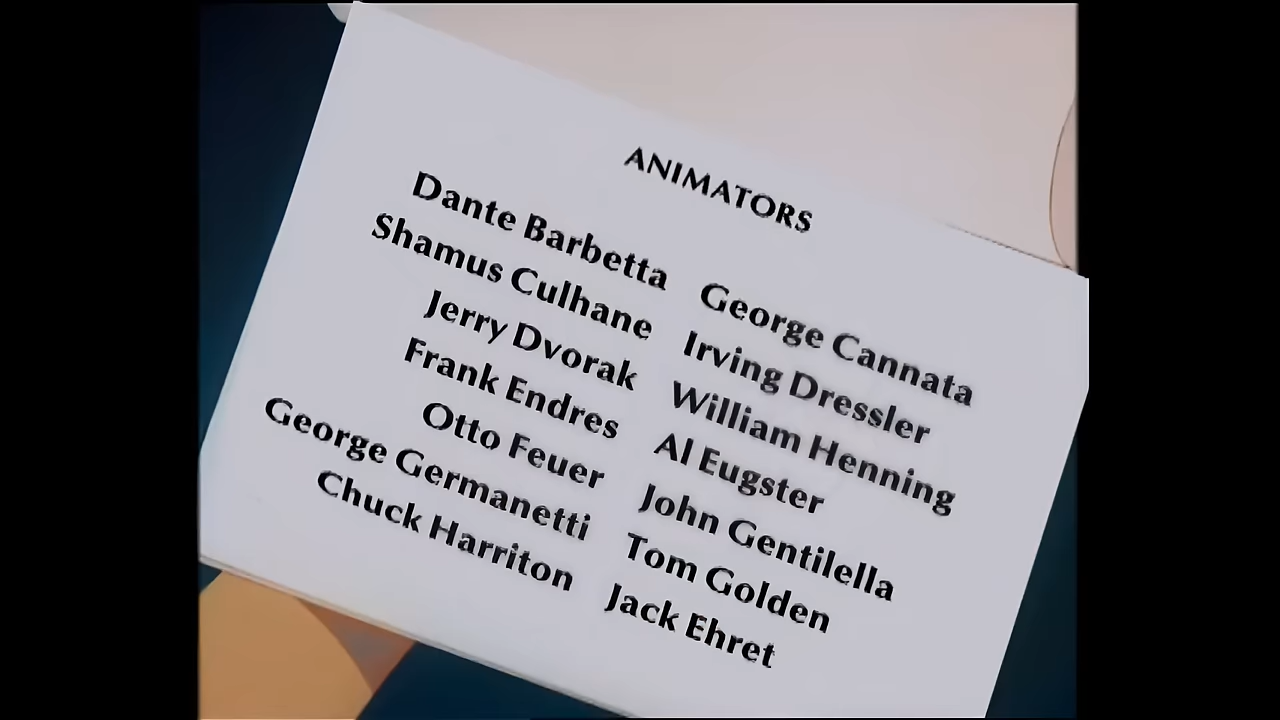 ANIMATORS
Dante Barbetta George Cannata
Shamus Culhane Irving Dressler
Jerry Dvorak William Henning
Frank Endres Al Eugster
Otto Feuer John Gentilella
George Germanetti Tom Golden
Chuck Harriton Jack Ehret